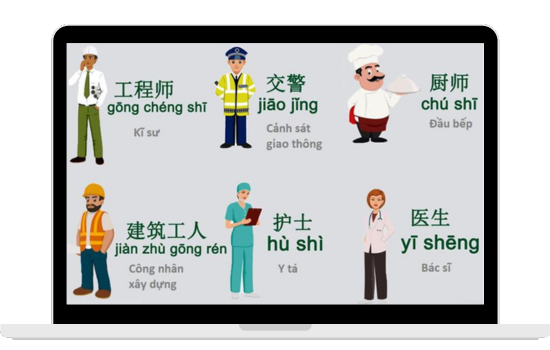 工程师
gōng chéng shī
Kĩ sư
交警
jiāo jǐng
Cảnh sát
giao thông
厨师
chú shī
Đầu bếp
建筑工人
jiàn zhù gōng rén
Công nhân
xây dựng
护士
hù shì
Y tá
医生
yī shēng
Bác sĩ